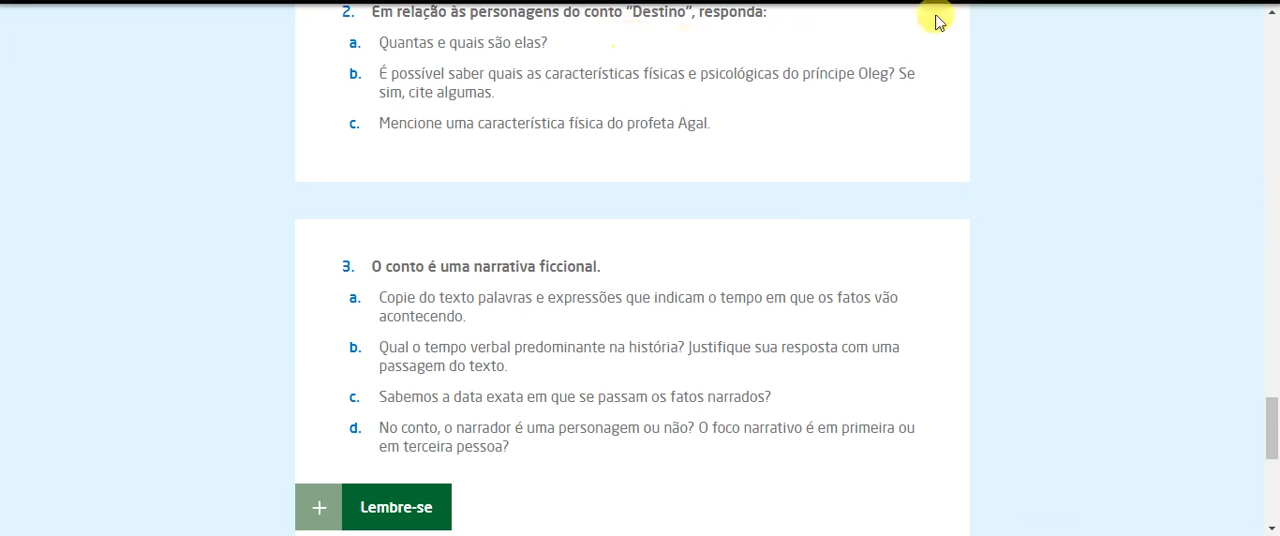 2. Em relação às personagens do conto "Destino", responda:
a. Quantas e quais são elas?
b. É possível saber quais as características físicas e psicológicas do príncipe Oleg? Se
sim, cite algumas.
c. Mencione uma característica física do profeta Agal.
3. O conto é uma narrativa ficcional.
a. Copie do texto palavras e expressões que indicam o tempo em que os fatos vão
acontecendo.
b. Qual o tempo verbal predominante na história? Justifique sua resposta com uma
passagem do texto.
c. Sabemos a data exata em que se passam os fatos narrados?
d. No conto, o narrador é uma personagem ou não? O foco narrativo é em primeira ou
em terceira pessoa?
+ Lembre-se